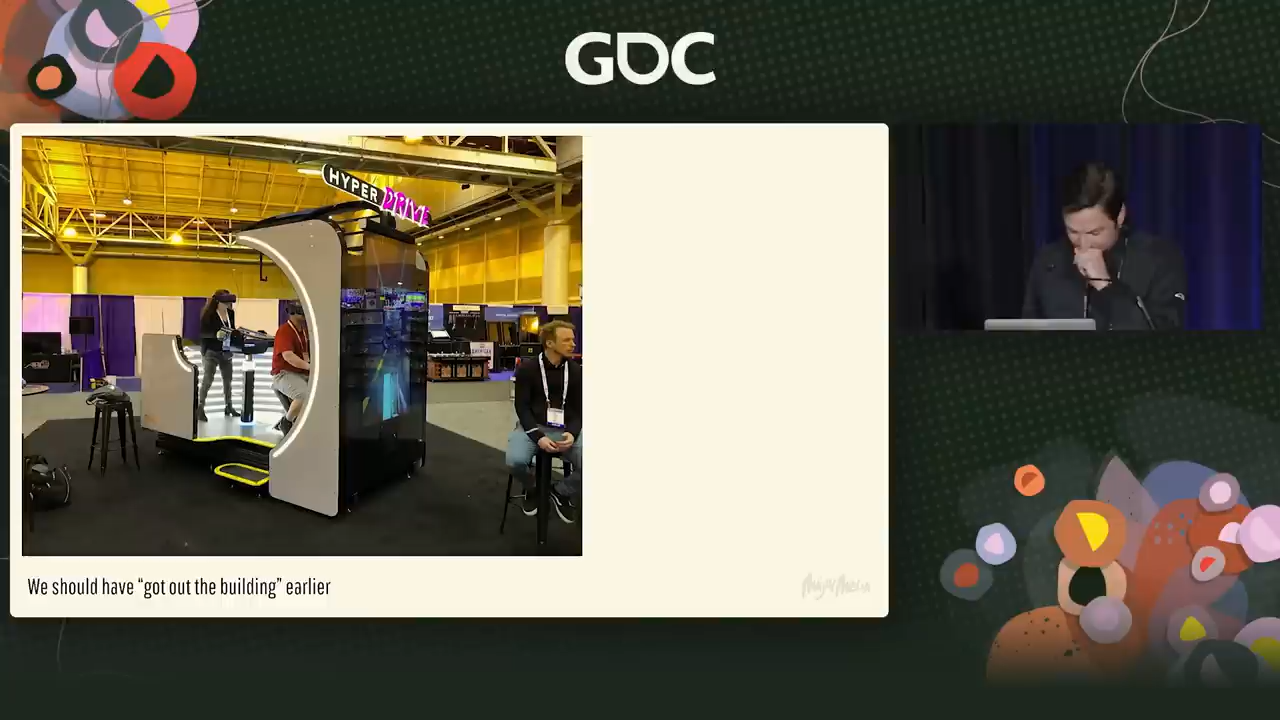 GDC
HYPER DRIVE
We should have “got out the building” earlier